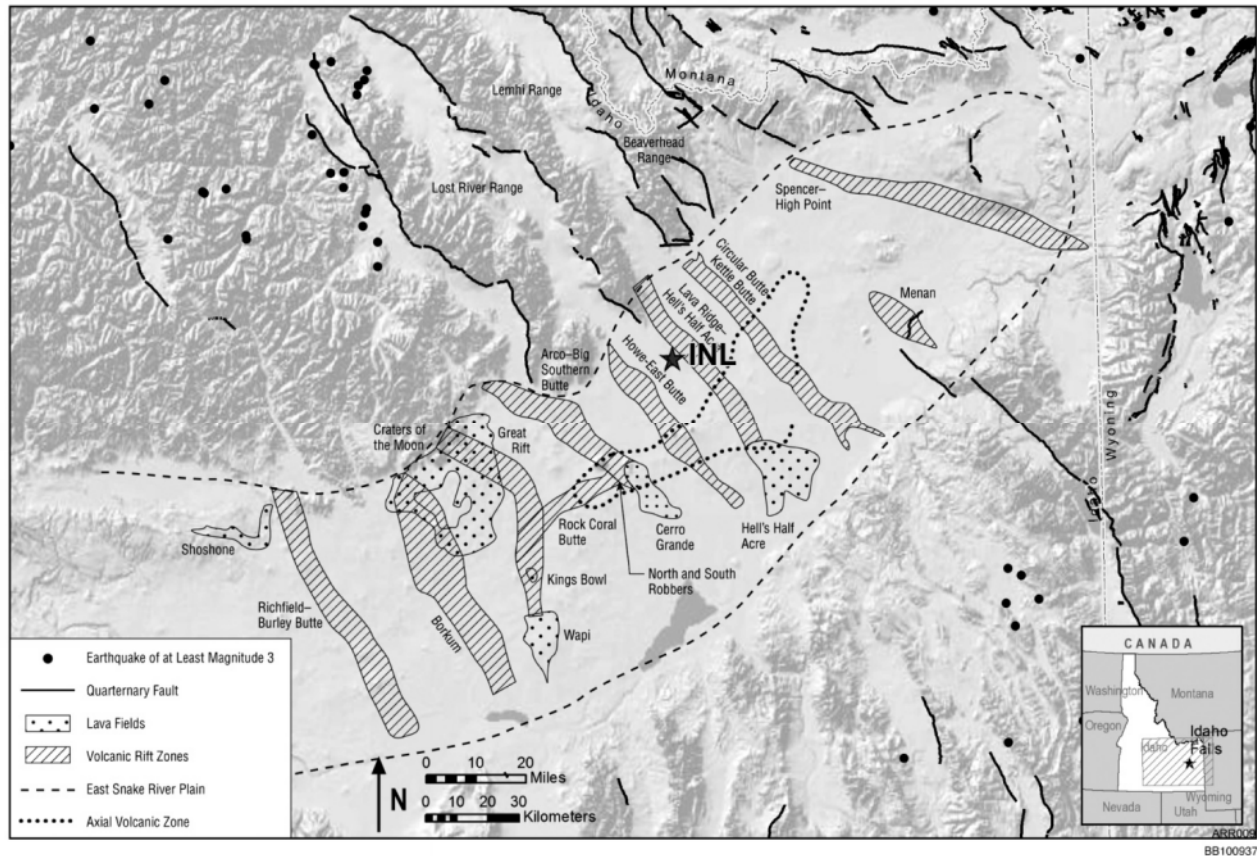 Montana
Idaho
Lemhi Range
Beaverhead
Range
Lost River Range
Spencer–
High Point
Circular Butte–
Kettle Butte
Menan
Lava Ridge–
Hell's Half Ac
INL
Howe-East Butte
Arco–Big
Southern
Butte
Wyoming
Idaho
Craters of
the Moon
Great
Rift
Shoshone
Rock Coral
Butte
Cerro
Grande
Hell's Half
Acre
Kings Bowl
North and South
Robbers
Richfield–
Burley Butte
Borkum
Wapi
Earthquake of at Least Magnitude 3
Quaternary Fault
Lava Fields
Volcanic Rift Zones
East Snake River Plain
Axial Volcanic Zone
N
0 10 20
Miles
0 10 20 30
Kilometers
CANADA
Washington
Montana
Oregon
Idaho
Idaho
Falls
Nevada
Utah
Wyoming
ARR009
BB100937